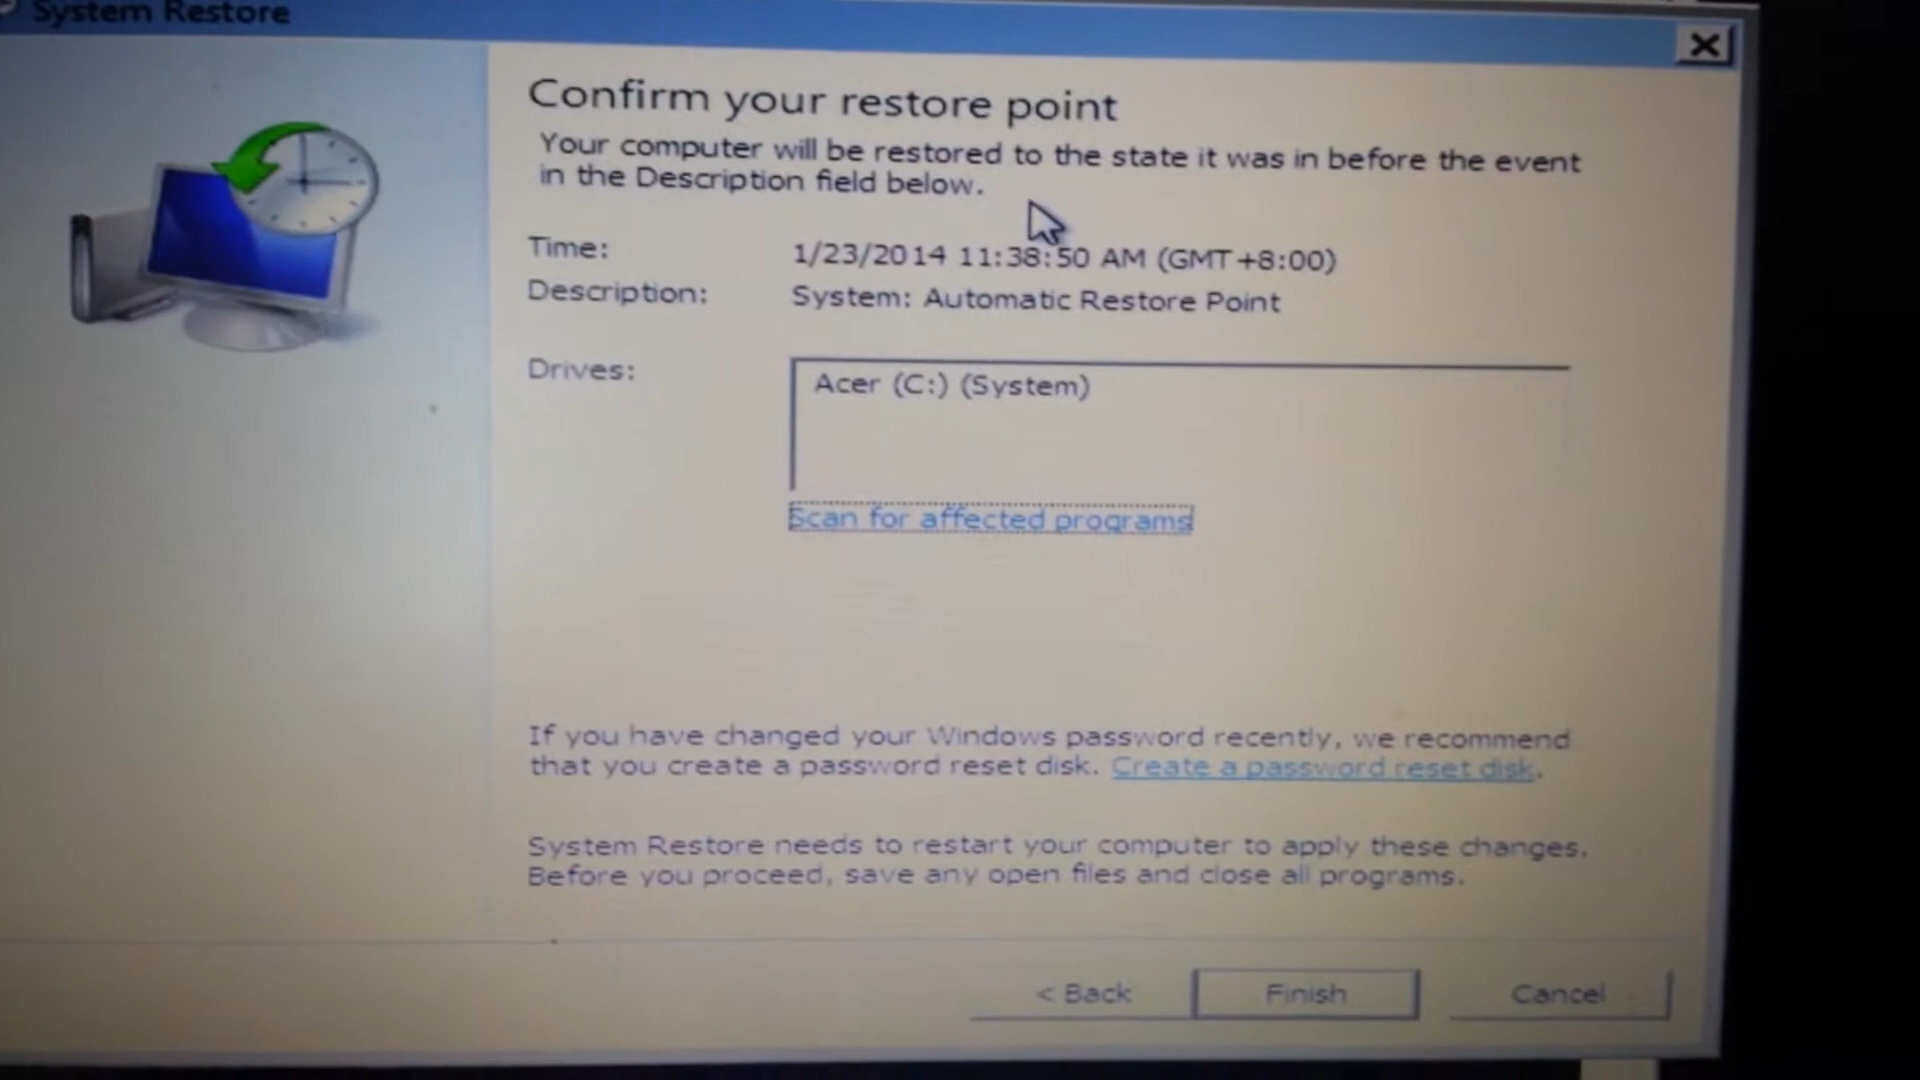 System Restore
Confirm your restore point
Your computer will be restored to the state it was in before the event
in the Description field below.
Time: 1/23/2014 11:38:50 AM (GMT+8:00)
Description: System: Automatic Restore Point
Drives: Acer (C:) (System)
Scan for affected programs
If you have changed your Windows password recently, we recommend
that you create a password reset disk. Create a password reset disk.
System Restore needs to restart your computer to apply these changes.
Before you proceed, save any open files and close all programs.
< Back Finish Cancel